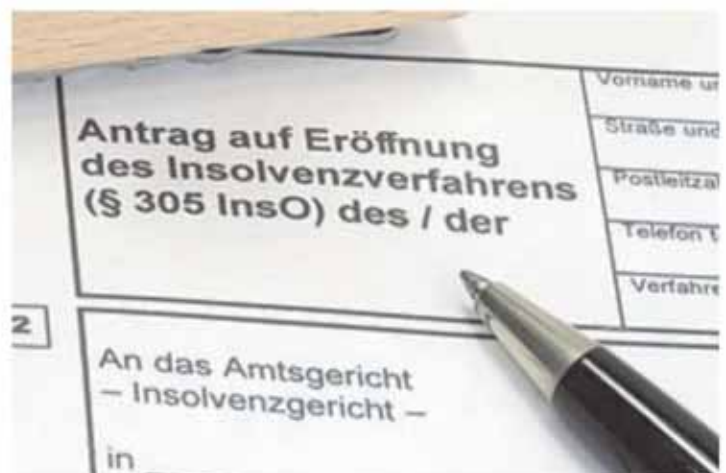 Antrag auf Eröffnung
des Insolvenzverfahrens
(§ 305 InsO) des / der
Vorname un
Straße und
Postleitzal
Telefon t
Verfahre
2
An das Amtsgericht
– Insolvenzgericht –
in